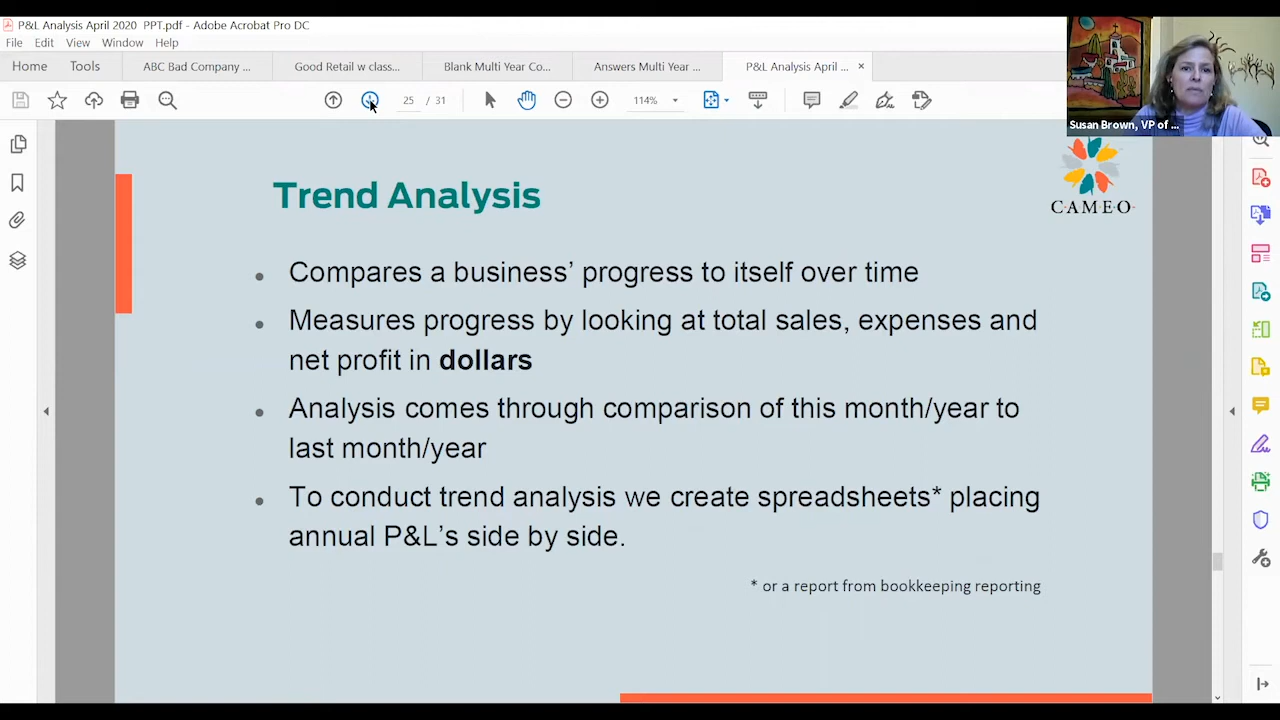 P&L Analysis April 2020 PPT.pdf - Adobe Acrobat Pro DC
File Edit View Window Help
Home Tools ABC Bad Company ... Good Retail w class... Blank Multi Year Co... Answers Multi Year ... P&L Analysis April ... ×
25 / 31 114%
Susan Brown, VP of ...
CAMEO
Trend Analysis
• Compares a business’ progress to itself over time
• Measures progress by looking at total sales, expenses and
net profit in dollars
• Analysis comes through comparison of this month/year to
last month/year
• To conduct trend analysis we create spreadsheets* placing
annual P&L’s side by side.
* or a report from bookkeeping reporting